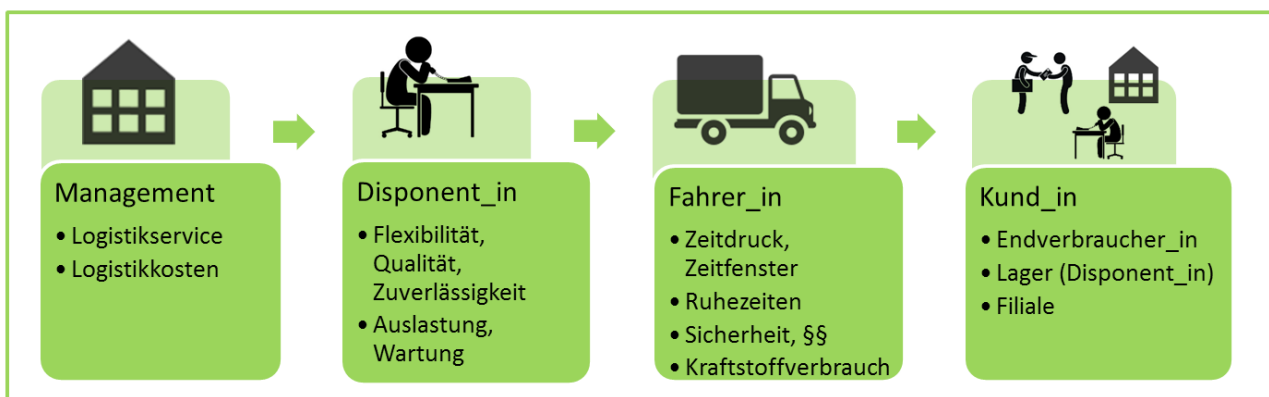 Management
• Logistikservice
• Logistikkosten
Disponent_in
• Flexibilität,
Qualität,
Zuverlässigkeit
• Auslastung,
Wartung
Fahrer_in
• Zeitdruck,
Zeitfenster
• Ruhezeiten
• Sicherheit, §§
• Kraftstoffverbrauch
Kund_in
• Endverbraucher_in
• Lager (Disponent_in)
• Filiale